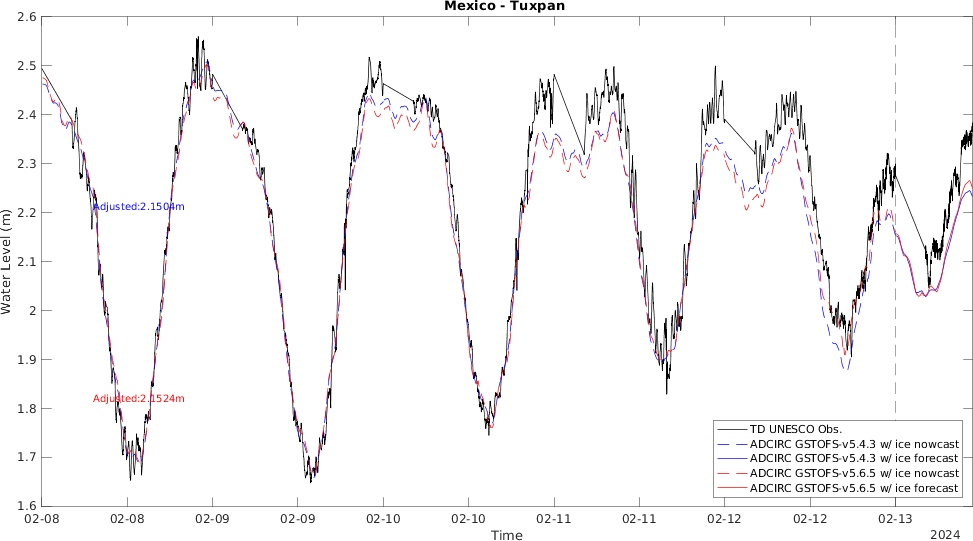 Mexico - Tuxpan
2.6
2.5
2.4
2.3
2.2
2.1
2
1.9
1.8
1.7
1.6
Water Level (m)
Adjusted:2.1504m
Adjusted:2.1524m
TD UNESCO Obs.
ADCIRC GSTOFS-v5.4.3 w/ ice nowcast
ADCIRC GSTOFS-v5.4.3 w/ ice forecast
ADCIRC GSTOFS-v5.6.5 w/ ice nowcast
ADCIRC GSTOFS-v5.6.5 w/ ice forecast
02-08 02-08 02-09 02-09 02-10 02-10 02-11 02-11 02-12 02-12 02-13
Time
2024